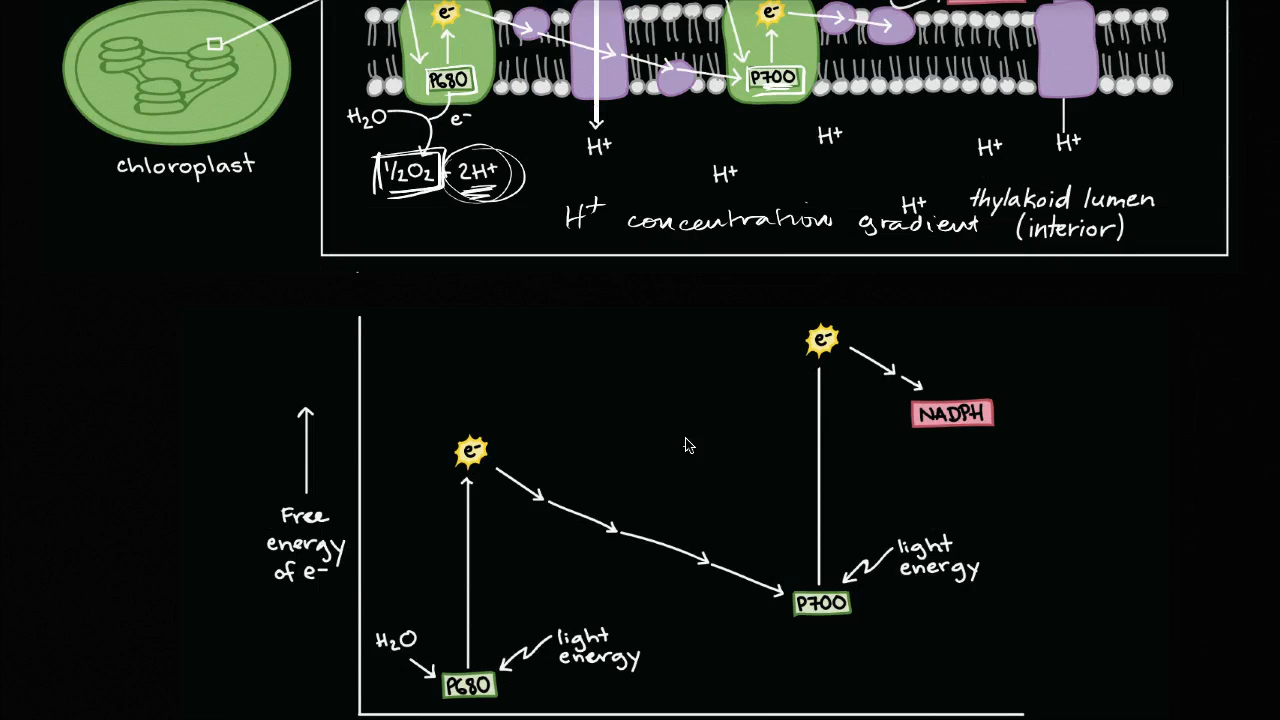 e- e-
P680 P700
H₂O e-
½O₂ + 2H+
H+ H+ H+ H+ H+
chloroplast
H+ concentration gradient
H+
thylakoid lumen
(interior)
e-
NADPH
e-
Free
energy
of e-
light
energy
P700
H₂O
light
energy
P680